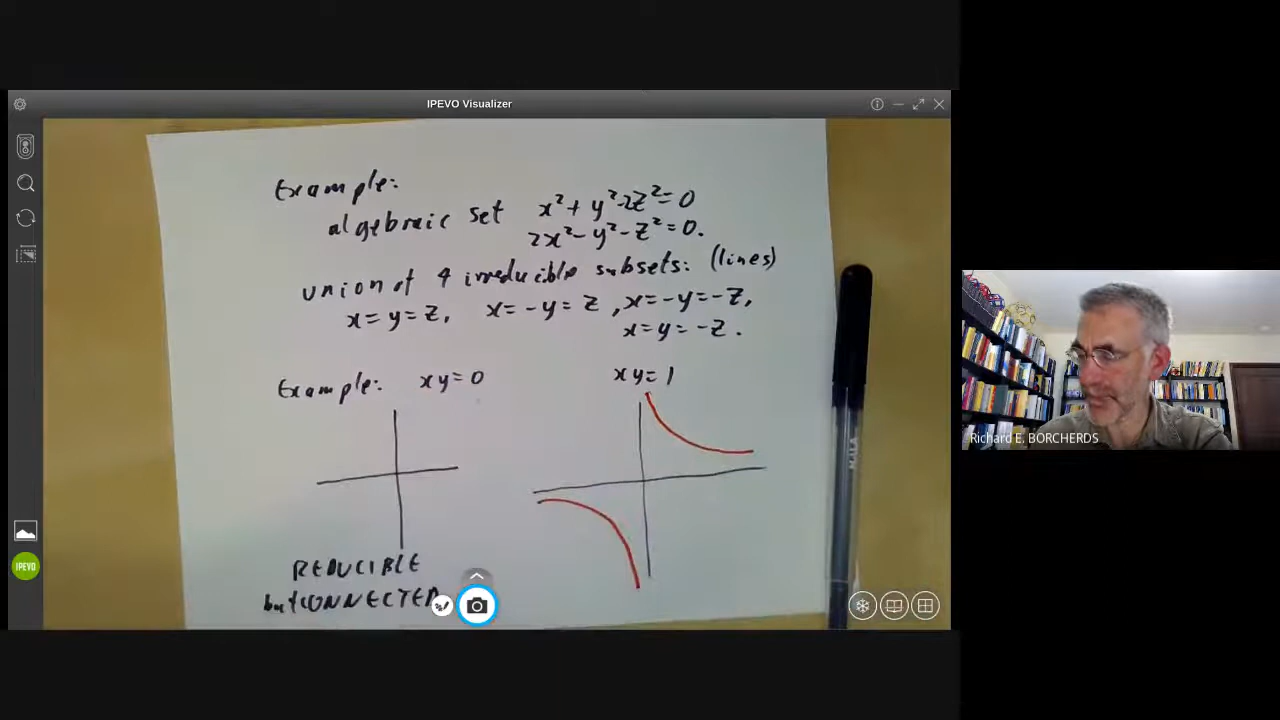 IPEVO Visualizer
Example:
algebraic set x²+y²-2z²=0
2x²-y²-z²=0.
union of 4 irreducible subsets: (lines)
x=y=z, x=-y=z, x=-y=-z,
x=y=-z.
Example: xy=0 xy=1
REDUCIBLE
but CONNECTED
IPEVO
Richard E. BORCHERDS